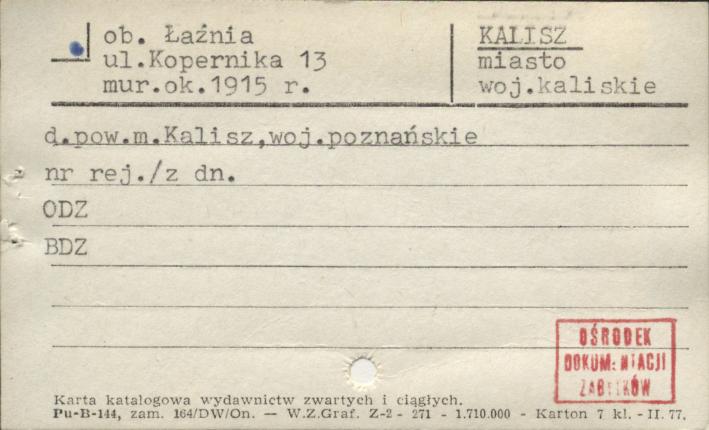 ob. Łaźnia
ul.Kopernika 13
mur.ok.1915 r.
KALISZ
miasto
woj.kaliskie
d.pow.m.Kalisz,woj.poznańskie
nr rej./z dn.
ODZ
BDZ
OŚRODEK
DOKUMENTACJI
ZABYTKÓW
Karta katalogowa wydawnictw zwartych i ciągłych.
Pu-B-144, zam. 164/DW/On. — W.Z.Graf. Z-2 - 271 - 1.710.000 - Karton 7 kl. - II. 77.